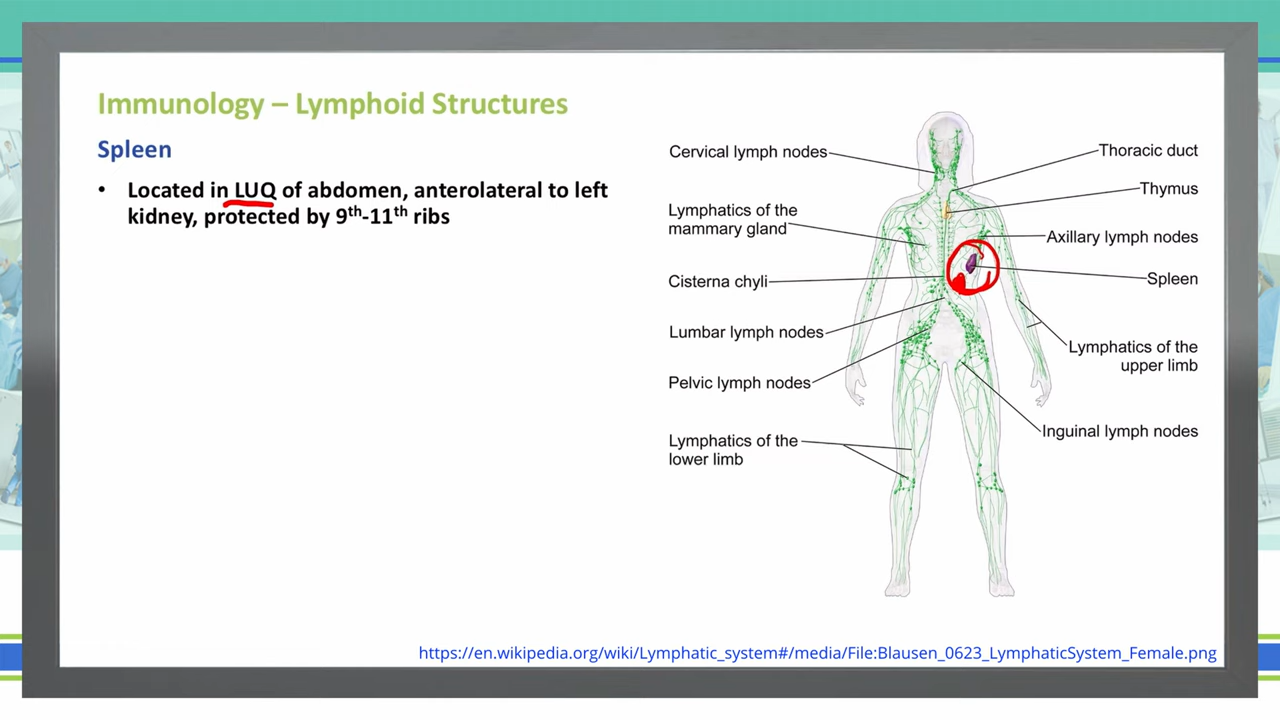 Immunology – Lymphoid Structures
Spleen
• Located in LUQ of abdomen, anterolateral to left
kidney, protected by 9th-11th ribs
Cervical lymph nodes
Lymphatics of the
mammary gland
Cisterna chyli
Lumbar lymph nodes
Pelvic lymph nodes
Lymphatics of the
lower limb
Thoracic duct
Thymus
Axillary lymph nodes
Spleen
Lymphatics of the
upper limb
Inguinal lymph nodes
https://en.wikipedia.org/wiki/Lymphatic_system#/media/File:Blausen_0623_LymphaticSystem_Female.png